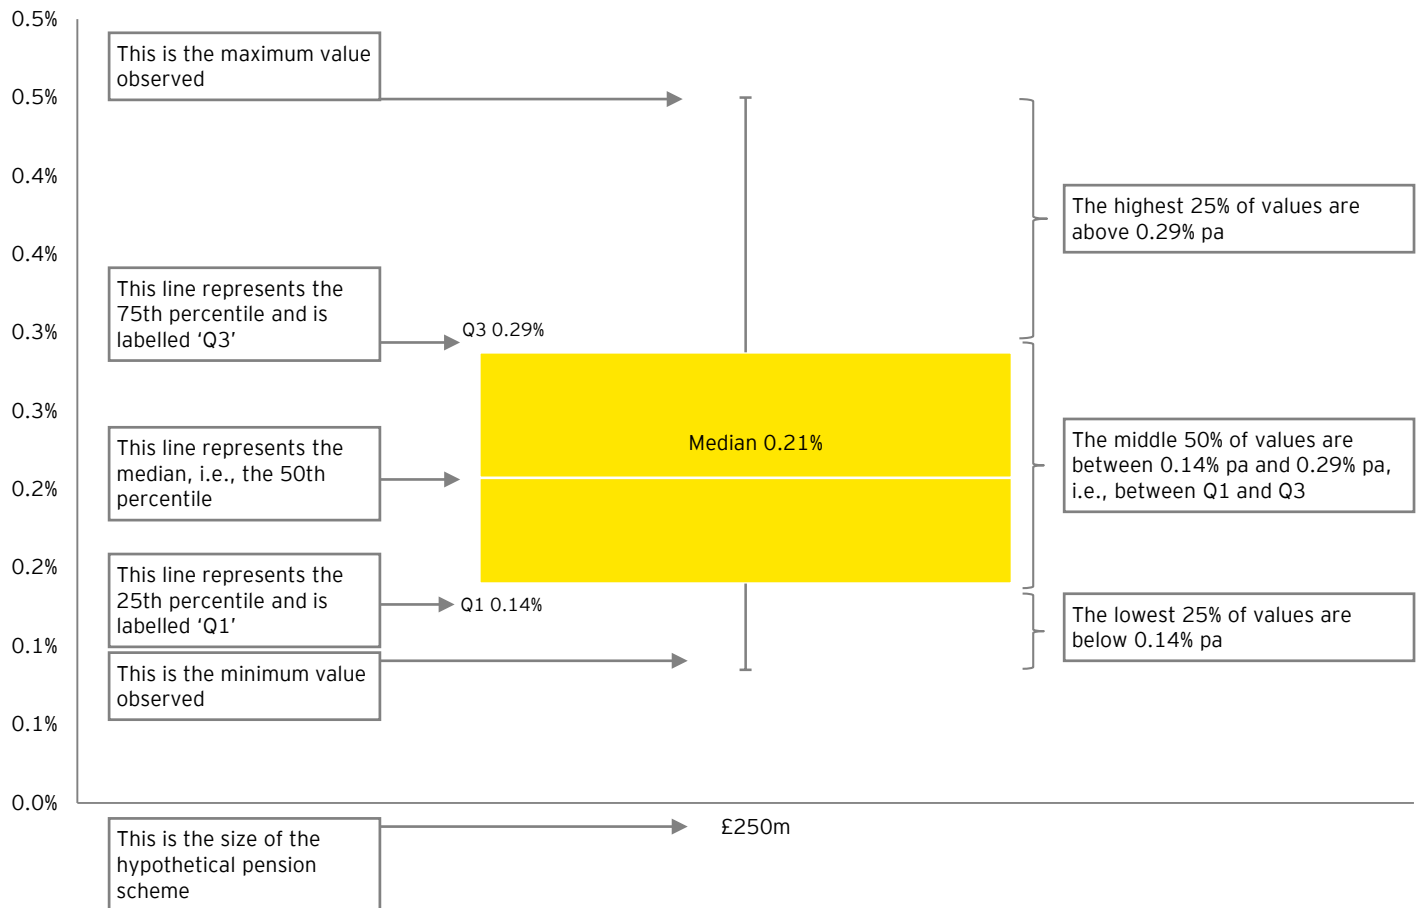 0.5%
This is the maximum value
observed
0.5%
0.4%
The highest 25% of values are
above 0.29% pa
0.4%
This line represents the
75th percentile and is
labelled ‘Q3’
0.3%
Q3 0.29%
0.3%
This line represents the
median, i.e., the 50th
percentile
Median 0.21%
The middle 50% of values are
between 0.14% pa and 0.29% pa,
i.e., between Q1 and Q3
0.2%
0.2%
This line represents the
25th percentile and is
labelled ‘Q1’
Q1 0.14%
The lowest 25% of values are
below 0.14% pa
0.1%
This is the minimum value
observed
0.1%
0.0%
This is the size of the
hypothetical pension
scheme
£250m